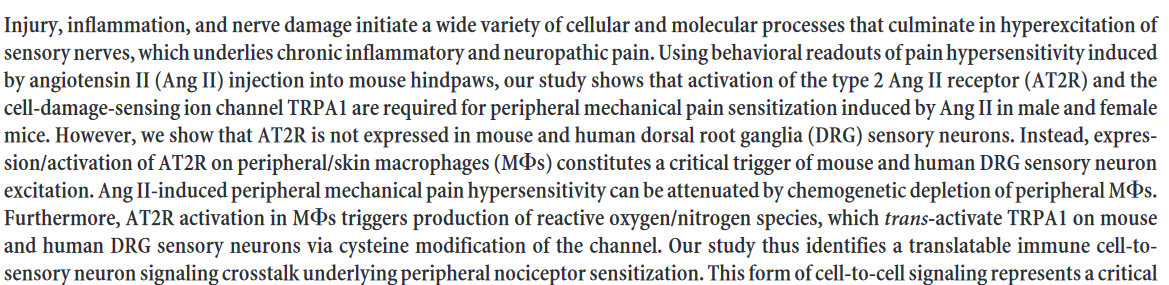 Injury, inflammation, and nerve damage initiate a wide variety of cellular and molecular processes that culminate in hyperexcitation of
sensory nerves, which underlies chronic inflammatory and neuropathic pain. Using behavioral readouts of pain hypersensitivity induced
by angiotensin II (Ang II) injection into mouse hindpaws, our study shows that activation of the type 2 Ang II receptor (AT2R) and the
cell-damage-sensing ion channel TRPA1 are required for peripheral mechanical pain sensitization induced by Ang II in male and female
mice. However, we show that AT2R is not expressed in mouse and human dorsal root ganglia (DRG) sensory neurons. Instead, expres-
sion/activation of AT2R on peripheral/skin macrophages (MΦs) constitutes a critical trigger of mouse and human DRG sensory neuron
excitation. Ang II-induced peripheral mechanical pain hypersensitivity can be attenuated by chemogenetic depletion of peripheral MΦs.
Furthermore, AT2R activation in MΦs triggers production of reactive oxygen/nitrogen species, which trans-activate TRPA1 on mouse
and human DRG sensory neurons via cysteine modification of the channel. Our study thus identifies a translatable immune cell-to-
sensory neuron signaling crosstalk underlying peripheral nociceptor sensitization. This form of cell-to-cell signaling represents a critical